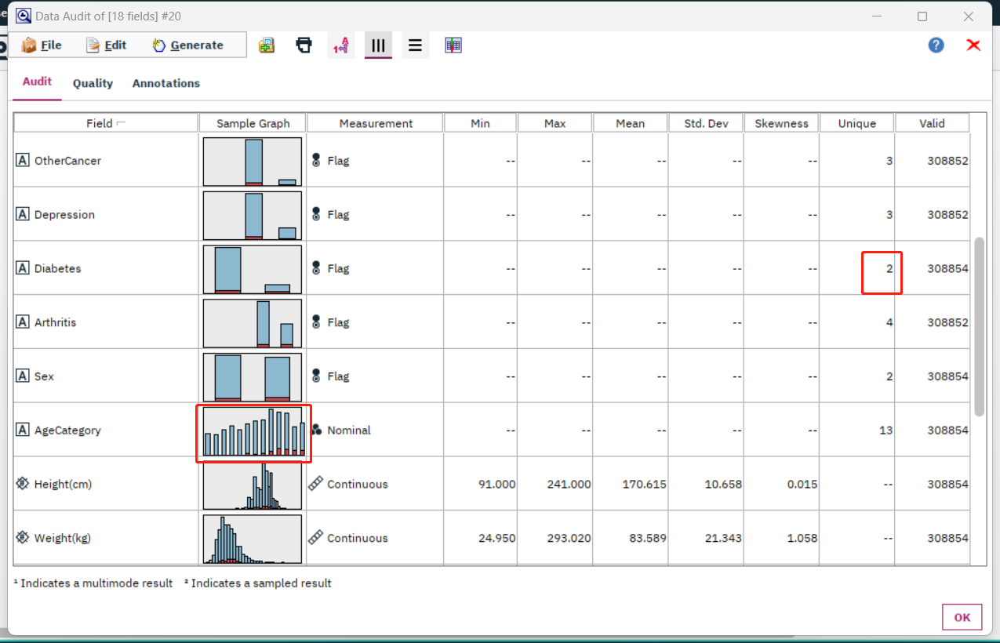 Data Audit of [18 fields] #20
File Edit Generate
Audit Quality Annotations
Field Sample Graph Measurement Min Max Mean Std. Dev Skewness Unique Valid
A OtherCancer Flag -- -- -- -- -- 3 308852
A Depression Flag -- -- -- -- -- 3 308852
A Diabetes Flag -- -- -- -- -- 2 308854
A Arthritis Flag -- -- -- -- -- 4 308852
A Sex Flag -- -- -- -- -- 2 308854
A AgeCategory Nominal -- -- -- -- -- 13 308854
Height(cm) Continuous 91.000 241.000 170.615 10.658 0.015 -- 308854
Weight(kg) Continuous 24.950 293.020 83.589 21.343 1.058 -- 308854
¹ Indicates a multimode result ² Indicates a sampled result
OK